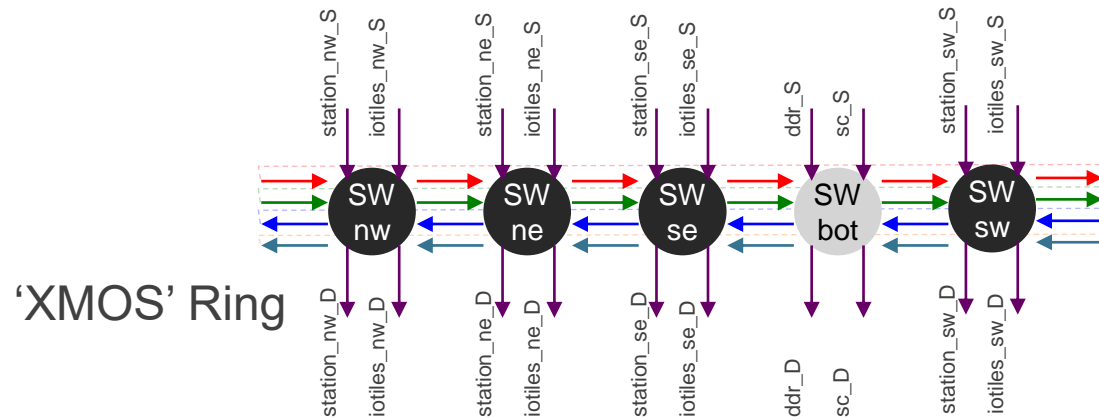 station_nw_S
iotiles_nw_S
station_ne_S
iotiles_ne_S
station_se_S
iotiles_se_S
ddr_S
sc_S
station_sw_S
iotiles_sw_S
SW
nw
SW
ne
SW
se
SW
bot
SW
sw
‘XMOS’ Ring
station_nw_D
iotiles_nw_D
station_ne_D
iotiles_ne_D
station_se_D
iotiles_se_D
ddr_D
sc_D
station_sw_D
iotiles_sw_D